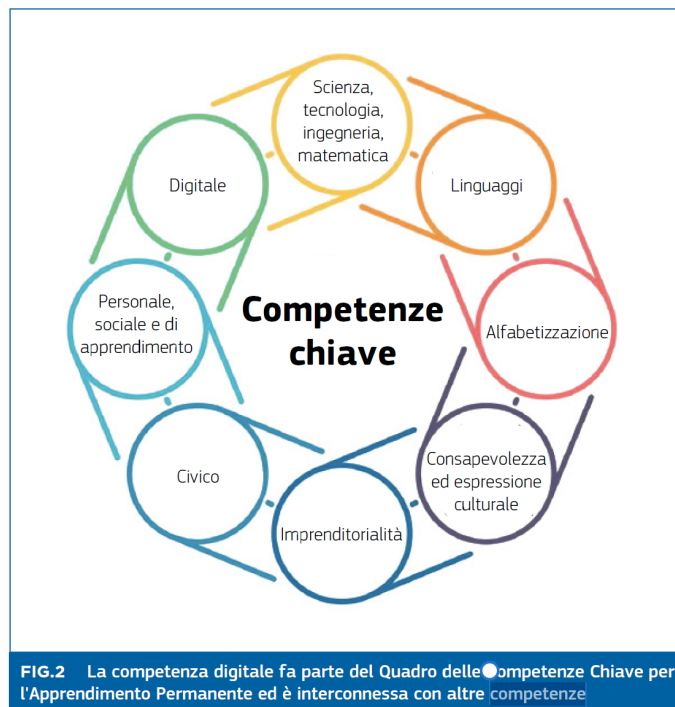 Scienza,
tecnologia,
ingegneria,
matematica
Digitale
Linguaggi
Personale,
sociale e di
apprendimento
Competenze
chiave
Alfabetizzazione
Civico
Consapevolezza
ed espressione
culturale
Imprenditorialità
FIG.2 La competenza digitale fa parte del Quadro delle ompetenze Chiave per
l'Apprendimento Permanente ed è interconnessa con altre competenze